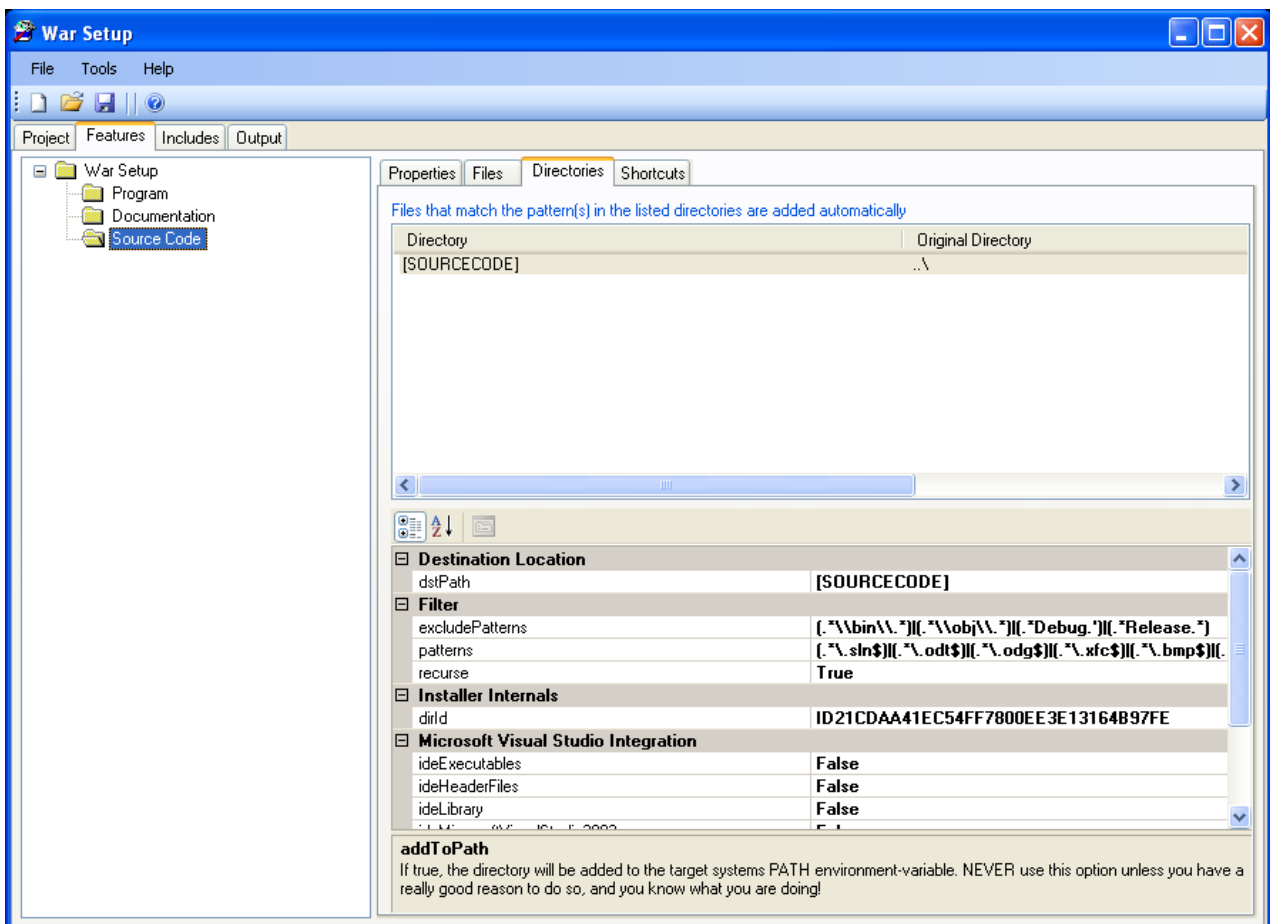 War Setup
File Tools Help
Project Features Includes Output
War Setup
Program
Documentation
Source Code
Properties Files Directories Shortcuts
Files that match the pattern(s) in the listed directories are added automatically
Directory Original Directory
[SOURCECODE] ..\
Destination Location
dstPath [SOURCECODE]
Filter
excludePatterns (.*\\bin\\.*)|(.*\\obj\\.*)|(.*Debug.*)|(.*Release.*)
patterns (.*\.sln$)|(.*\.odt$)|(.*\.odg$)|(.*\.xfc$)|(.*\.bmp$)|(.
recurse True
Installer Internals
dirId ID21CDAA41EC54FF7800EE3E13164B97FE
Microsoft Visual Studio Integration
ideExecutables False
ideHeaderFiles False
ideLibrary False
addToPath
If true, the directory will be added to the target systems PATH environment-variable. NEVER use this option unless you have a
really good reason to do so, and you know what you are doing!